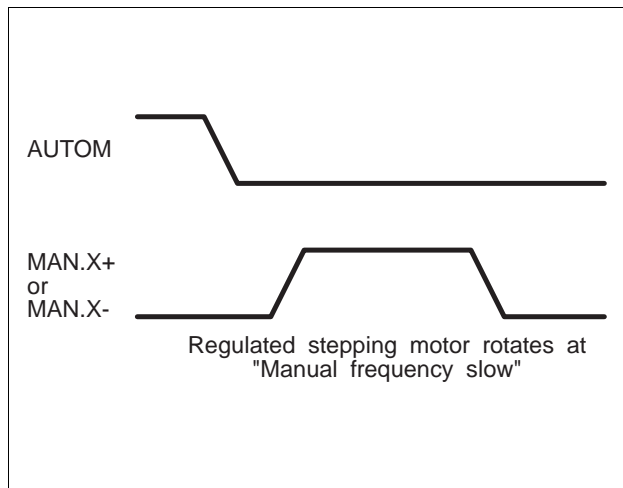 AUTOM
MAN.X+
or
MAN.X-
Regulated stepping motor rotates at
"Manual frequency slow"